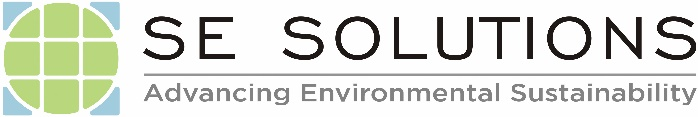 SE SOLUTIONS
Advancing Environmental Sustainability